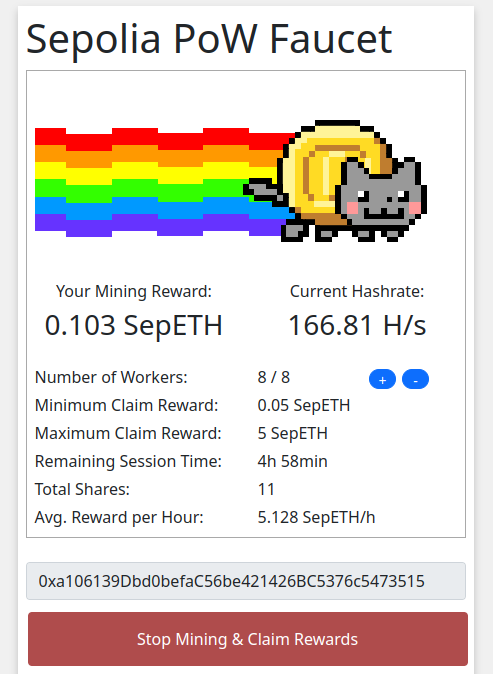 Sepolia PoW Faucet
Your Mining Reward: Current Hashrate:
0.103 SepETH 166.81 H/s
Number of Workers: 8 / 8 + -
Minimum Claim Reward: 0.05 SepETH
Maximum Claim Reward: 5 SepETH
Remaining Session Time: 4h 58min
Total Shares: 11
Avg. Reward per Hour: 5.128 SepETH/h
0xa106139Dbd0befaC56be421426BC5376c5473515
Stop Mining & Claim Rewards